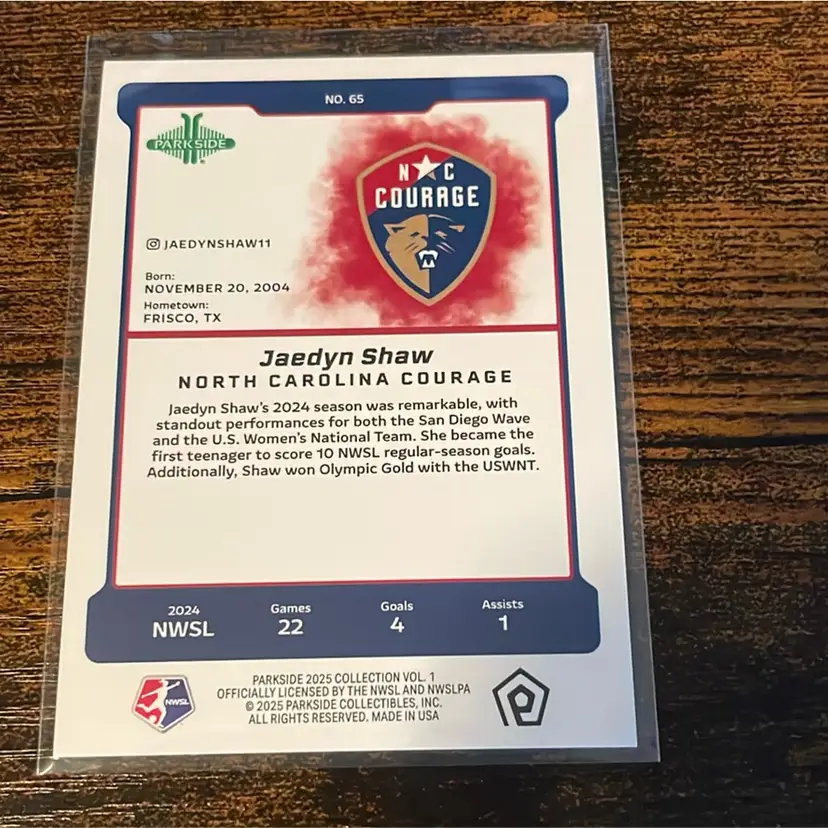 NO. 65
PARKSIDE
N C
COURAGE
JAEDYNSHAW11
Born:
NOVEMBER 20, 2004
Hometown:
FRISCO, TX
Jaedyn Shaw
NORTH CAROLINA COURAGE
Jaedyn Shaw's 2024 season was remarkable, with
standout performances for both the San Diego Wave
and the U.S. Women's National Team. She became the
first teenager to score 10 NWSL regular-season goals.
Additionally, Shaw won Olympic Gold with the USWNT.
2024 Games Goals Assists
NWSL 22 4 1
NWSL
PARKSIDE 2025 COLLECTION VOL. 1
OFFICIALLY LICENSED BY THE NWSL AND NWSLPA
© 2025 PARKSIDE COLLECTIBLES, INC.
ALL RIGHTS RESERVED. MADE IN USA